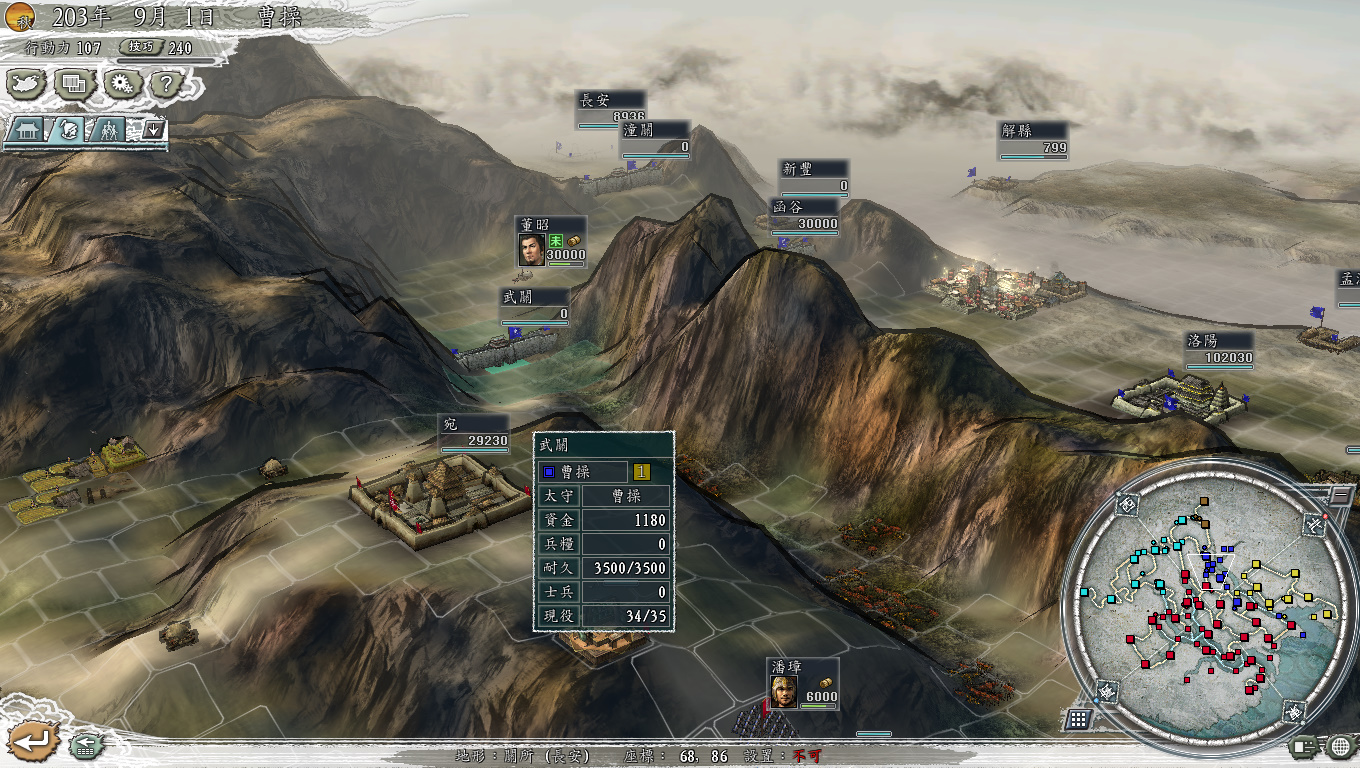 203年 9月 1日 曹操
行動力 107 技巧 240
?
長安
8936
潼關
0
解縣
799
新豐
0
函谷
30000
董昭
未
30000
武關
0
洛陽
102030
宛
29230
武關
曹操 1
太守 曹操
資金 1180
兵糧 0
耐久 3500/3500
士兵 0
現役 34/35
潘璋
6000
地形：關所 (長安) 座標： 68, 86 設置：不可